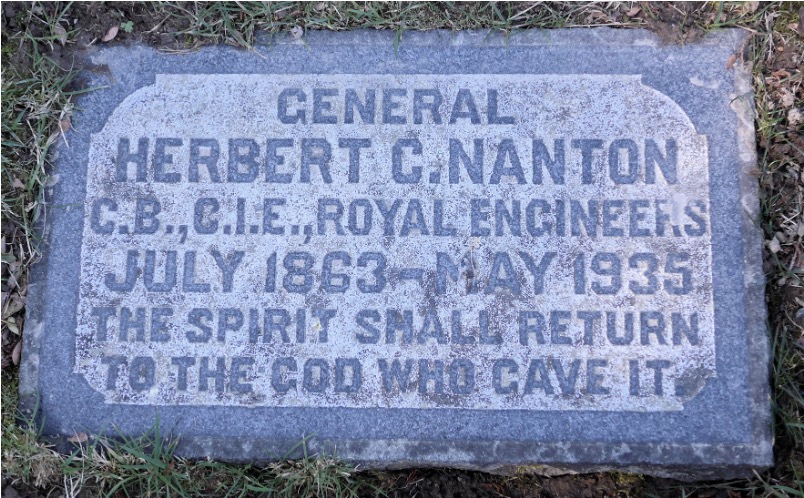 GENERAL
HERBERT C. NANTON
C.B., C.I.E., ROYAL ENGINEERS
JULY 1863 - MAY 1935
THE SPIRIT SHALL RETURN
TO THE GOD WHO GAVE IT.